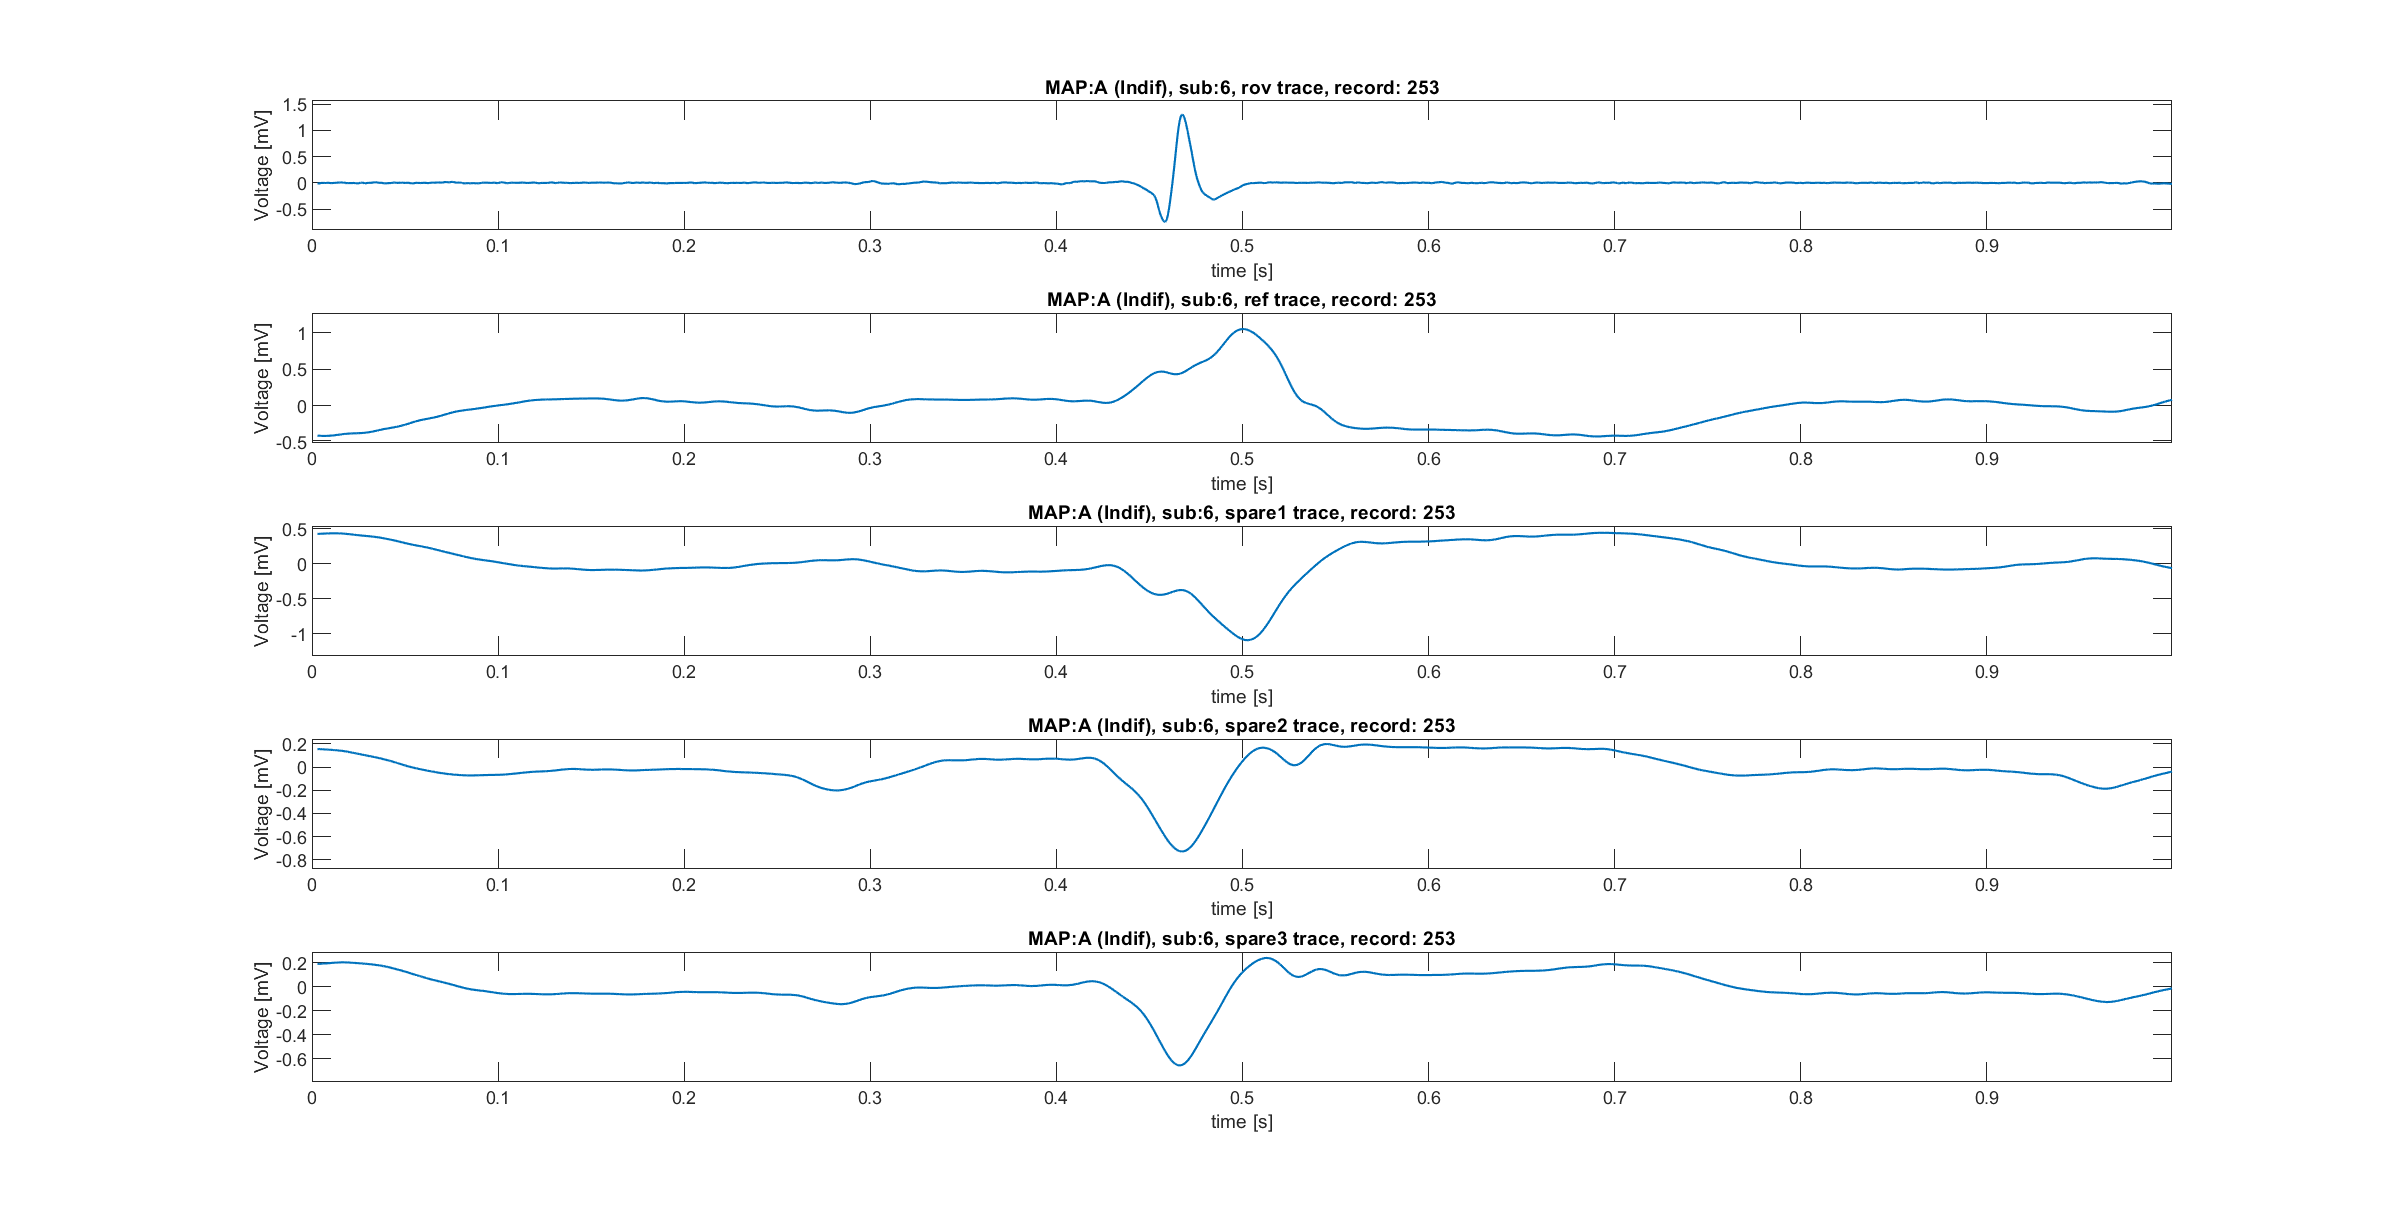 MAP:A (Indif), sub:6, rov trace, record: 253
Voltage [mV]
1.5
1
0.5
0
-0.5
0 0.1 0.2 0.3 0.4 0.5 0.6 0.7 0.8 0.9
time [s]
MAP:A (Indif), sub:6, ref trace, record: 253
Voltage [mV]
1
0.5
0
-0.5
0 0.1 0.2 0.3 0.4 0.5 0.6 0.7 0.8 0.9
time [s]
MAP:A (Indif), sub:6, spare1 trace, record: 253
Voltage [mV]
0.5
0
-0.5
-1
0 0.1 0.2 0.3 0.4 0.5 0.6 0.7 0.8 0.9
time [s]
MAP:A (Indif), sub:6, spare2 trace, record: 253
Voltage [mV]
0.2
0
-0.2
-0.4
-0.6
-0.8
0 0.1 0.2 0.3 0.4 0.5 0.6 0.7 0.8 0.9
time [s]
MAP:A (Indif), sub:6, spare3 trace, record: 253
Voltage [mV]
0.2
0
-0.2
-0.4
-0.6
0 0.1 0.2 0.3 0.4 0.5 0.6 0.7 0.8 0.9
time [s]